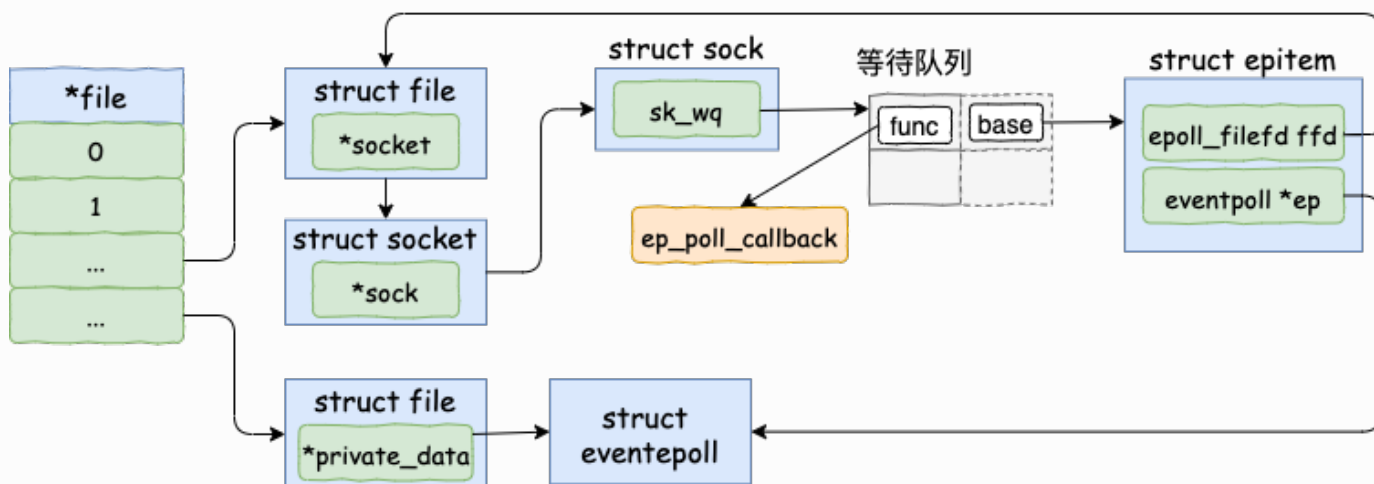 *file
0
1
...
...
struct file
*socket
struct socket
*sock
struct file
*private_data
struct
eventepoll
struct sock
sk_wq
等待队列
func
base
ep_poll_callback
struct epitem
epoll_filefd ffd
eventpoll *ep